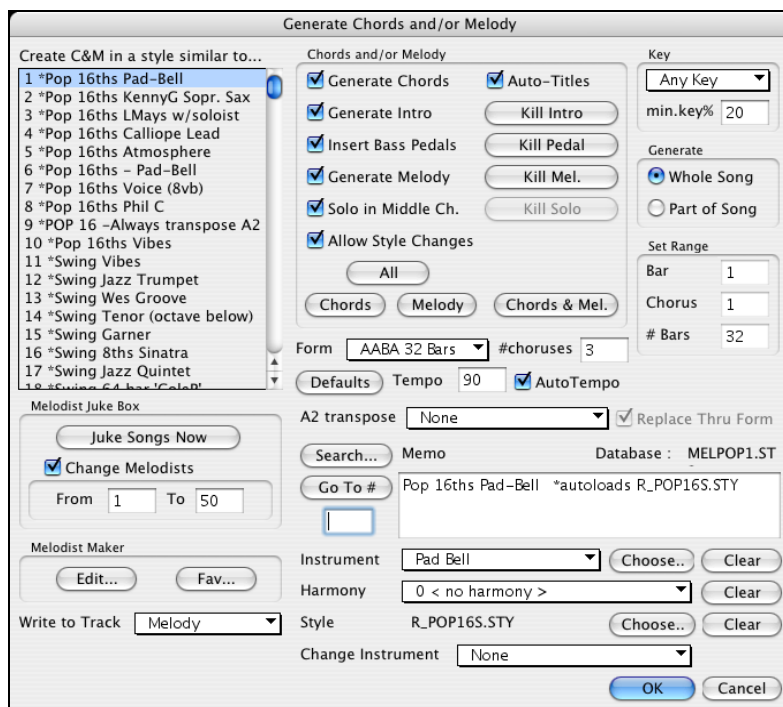 Generate Chords and/or Melody
Create C&M in a style similar to...
1 *Pop 16ths Pad-Bell
2 *Pop 16ths KennyG Sopr. Sax
3 *Pop 16ths LMays w/soloist
4 *Pop 16ths Calliope Lead
5 *Pop 16ths Atmosphere
6 *Pop 16ths - Pad-Bell
7 *Pop 16ths Voice (8vb)
8 *Pop 16ths Phil C
9 *POP 16 -Always transpose A2
10 *Pop 16ths Vibes
11 *Swing Vibes
12 *Swing Jazz Trumpet
13 *Swing Wes Groove
14 *Swing Tenor (octave below)
15 *Swing Garner
16 *Swing 8ths Sinatra
17 *Swing Jazz Quintet
18 *Swing 64 bar 'ColeP'
Melodist Juke Box
Juke Songs Now
Change Melodists
From 1 To 50
Melodist Maker
Edit... Fav...
Write to Track Melody
Chords and/or Melody
Generate Chords Auto-Titles
Generate Intro Kill Intro
Insert Bass Pedals Kill Pedal
Generate Melody Kill Mel.
Solo in Middle Ch. Kill Solo
Allow Style Changes
All
Chords Melody Chords & Mel.
Key
Any Key
min.key% 20
Generate
Whole Song
Part of Song
Set Range
Bar 1
Chorus 1
# Bars 32
Form AABA 32 Bars #choruses 3
Defaults Tempo 90 AutoTempo
A2 transpose None Replace Thru Form
Search... Memo Database : MELPOP1.ST
Go To # Pop 16ths Pad-Bell *autoloads R_POP16S.STY
Instrument Pad Bell Choose.. Clear
Harmony 0 < no harmony > Clear
Style R_POP16S.STY Choose.. Clear
Change Instrument None
OK Cancel